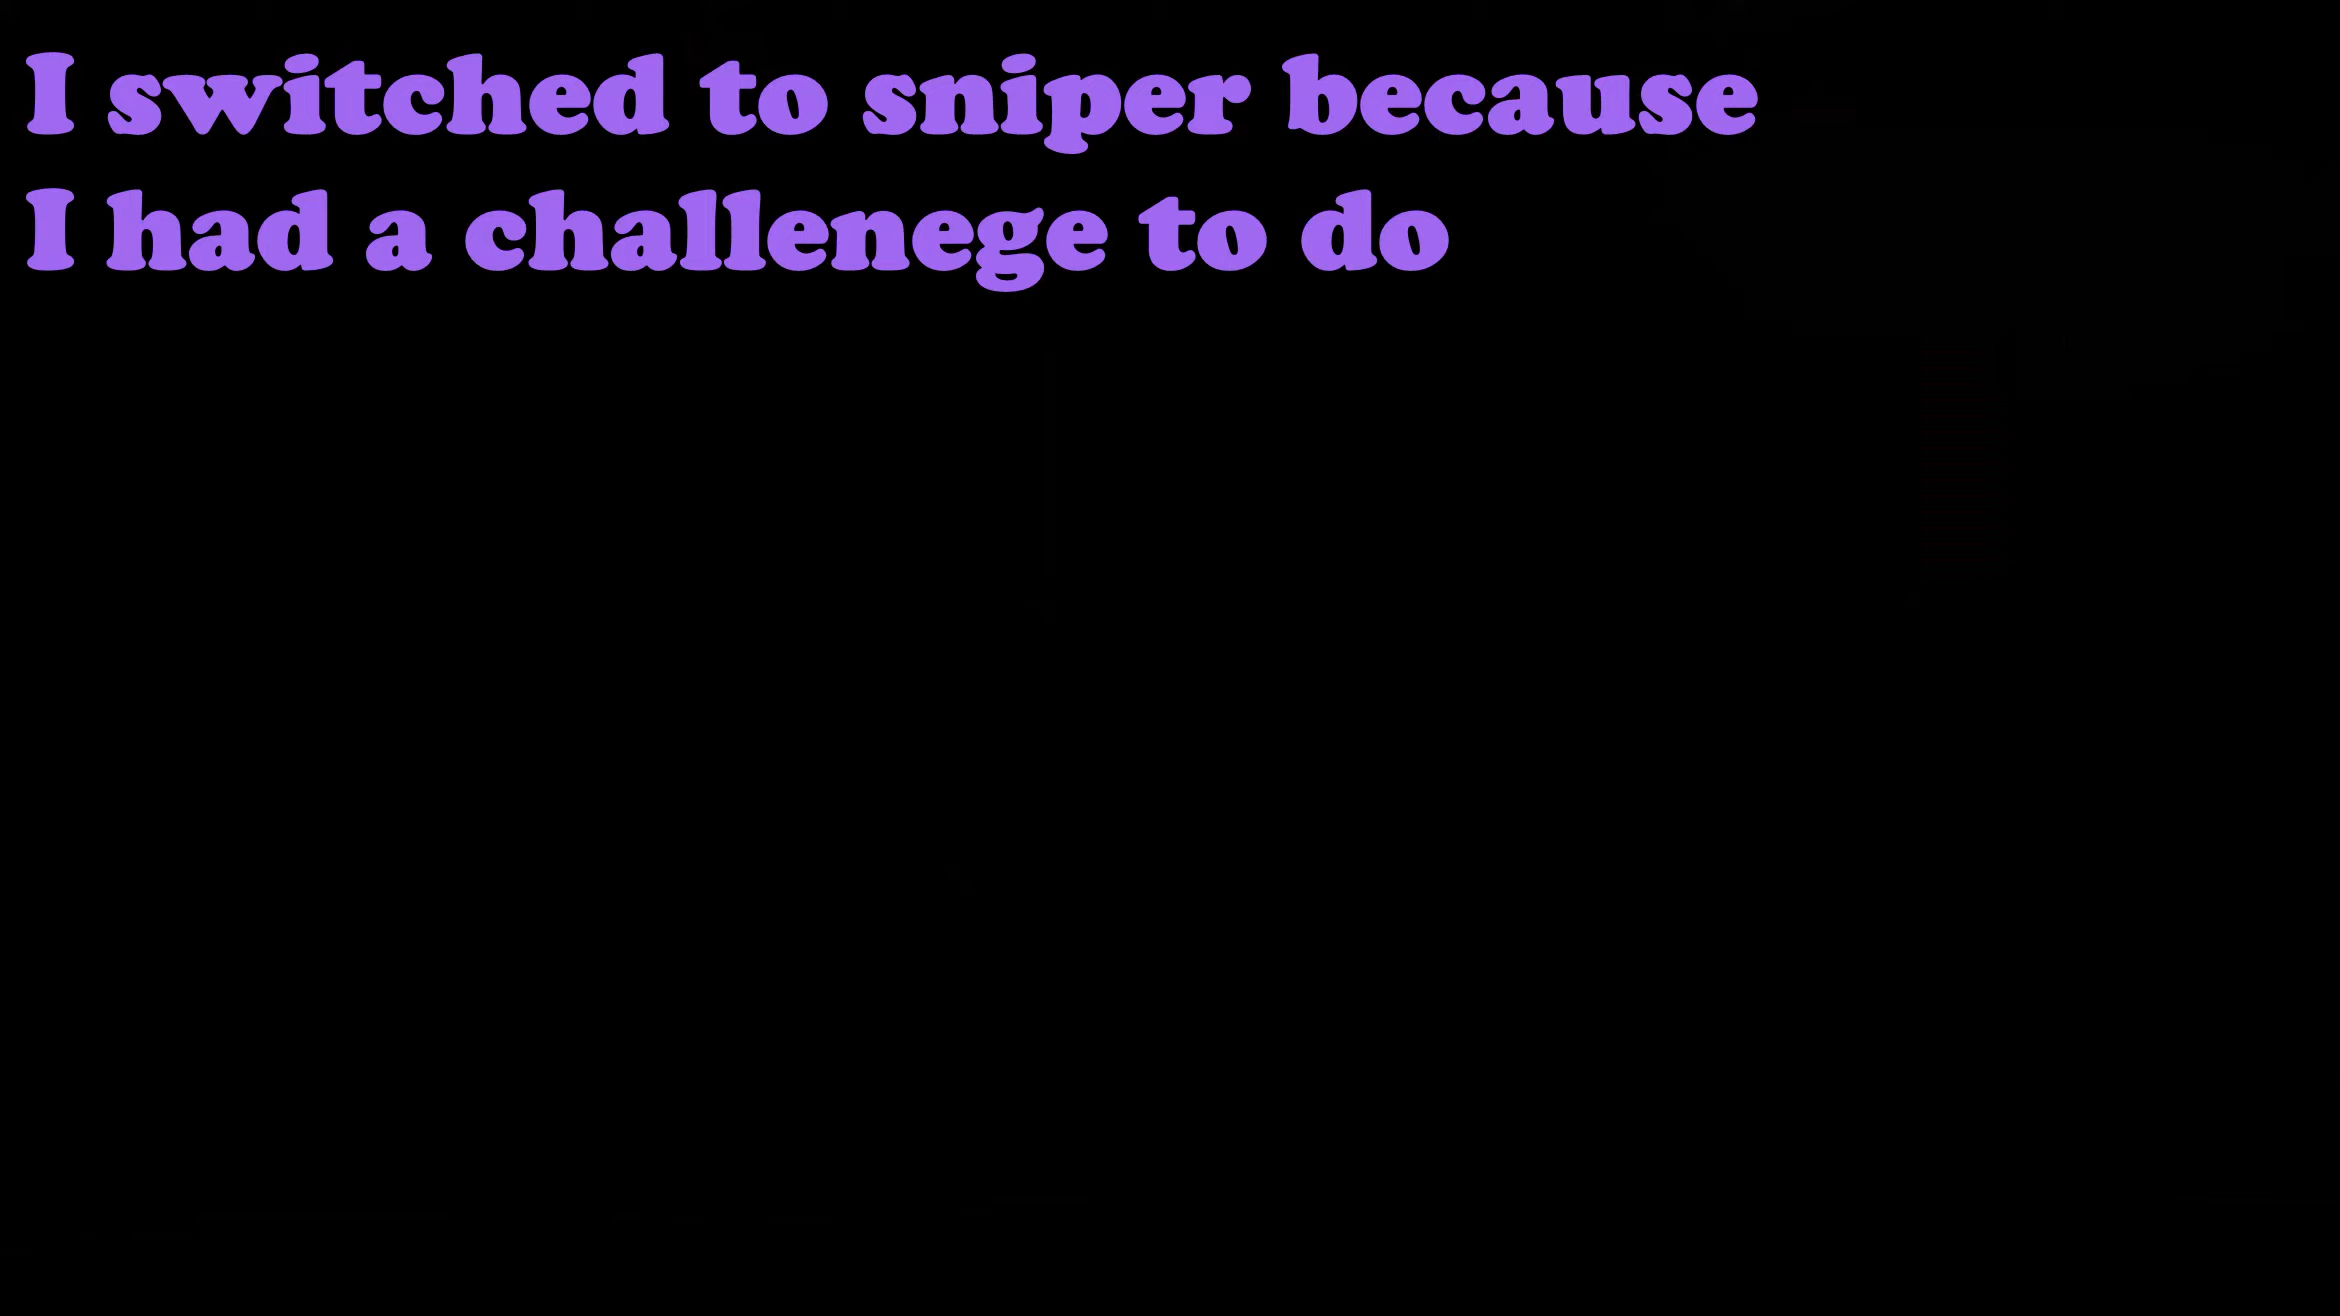 I switched to sniper because
I had a challenege to do